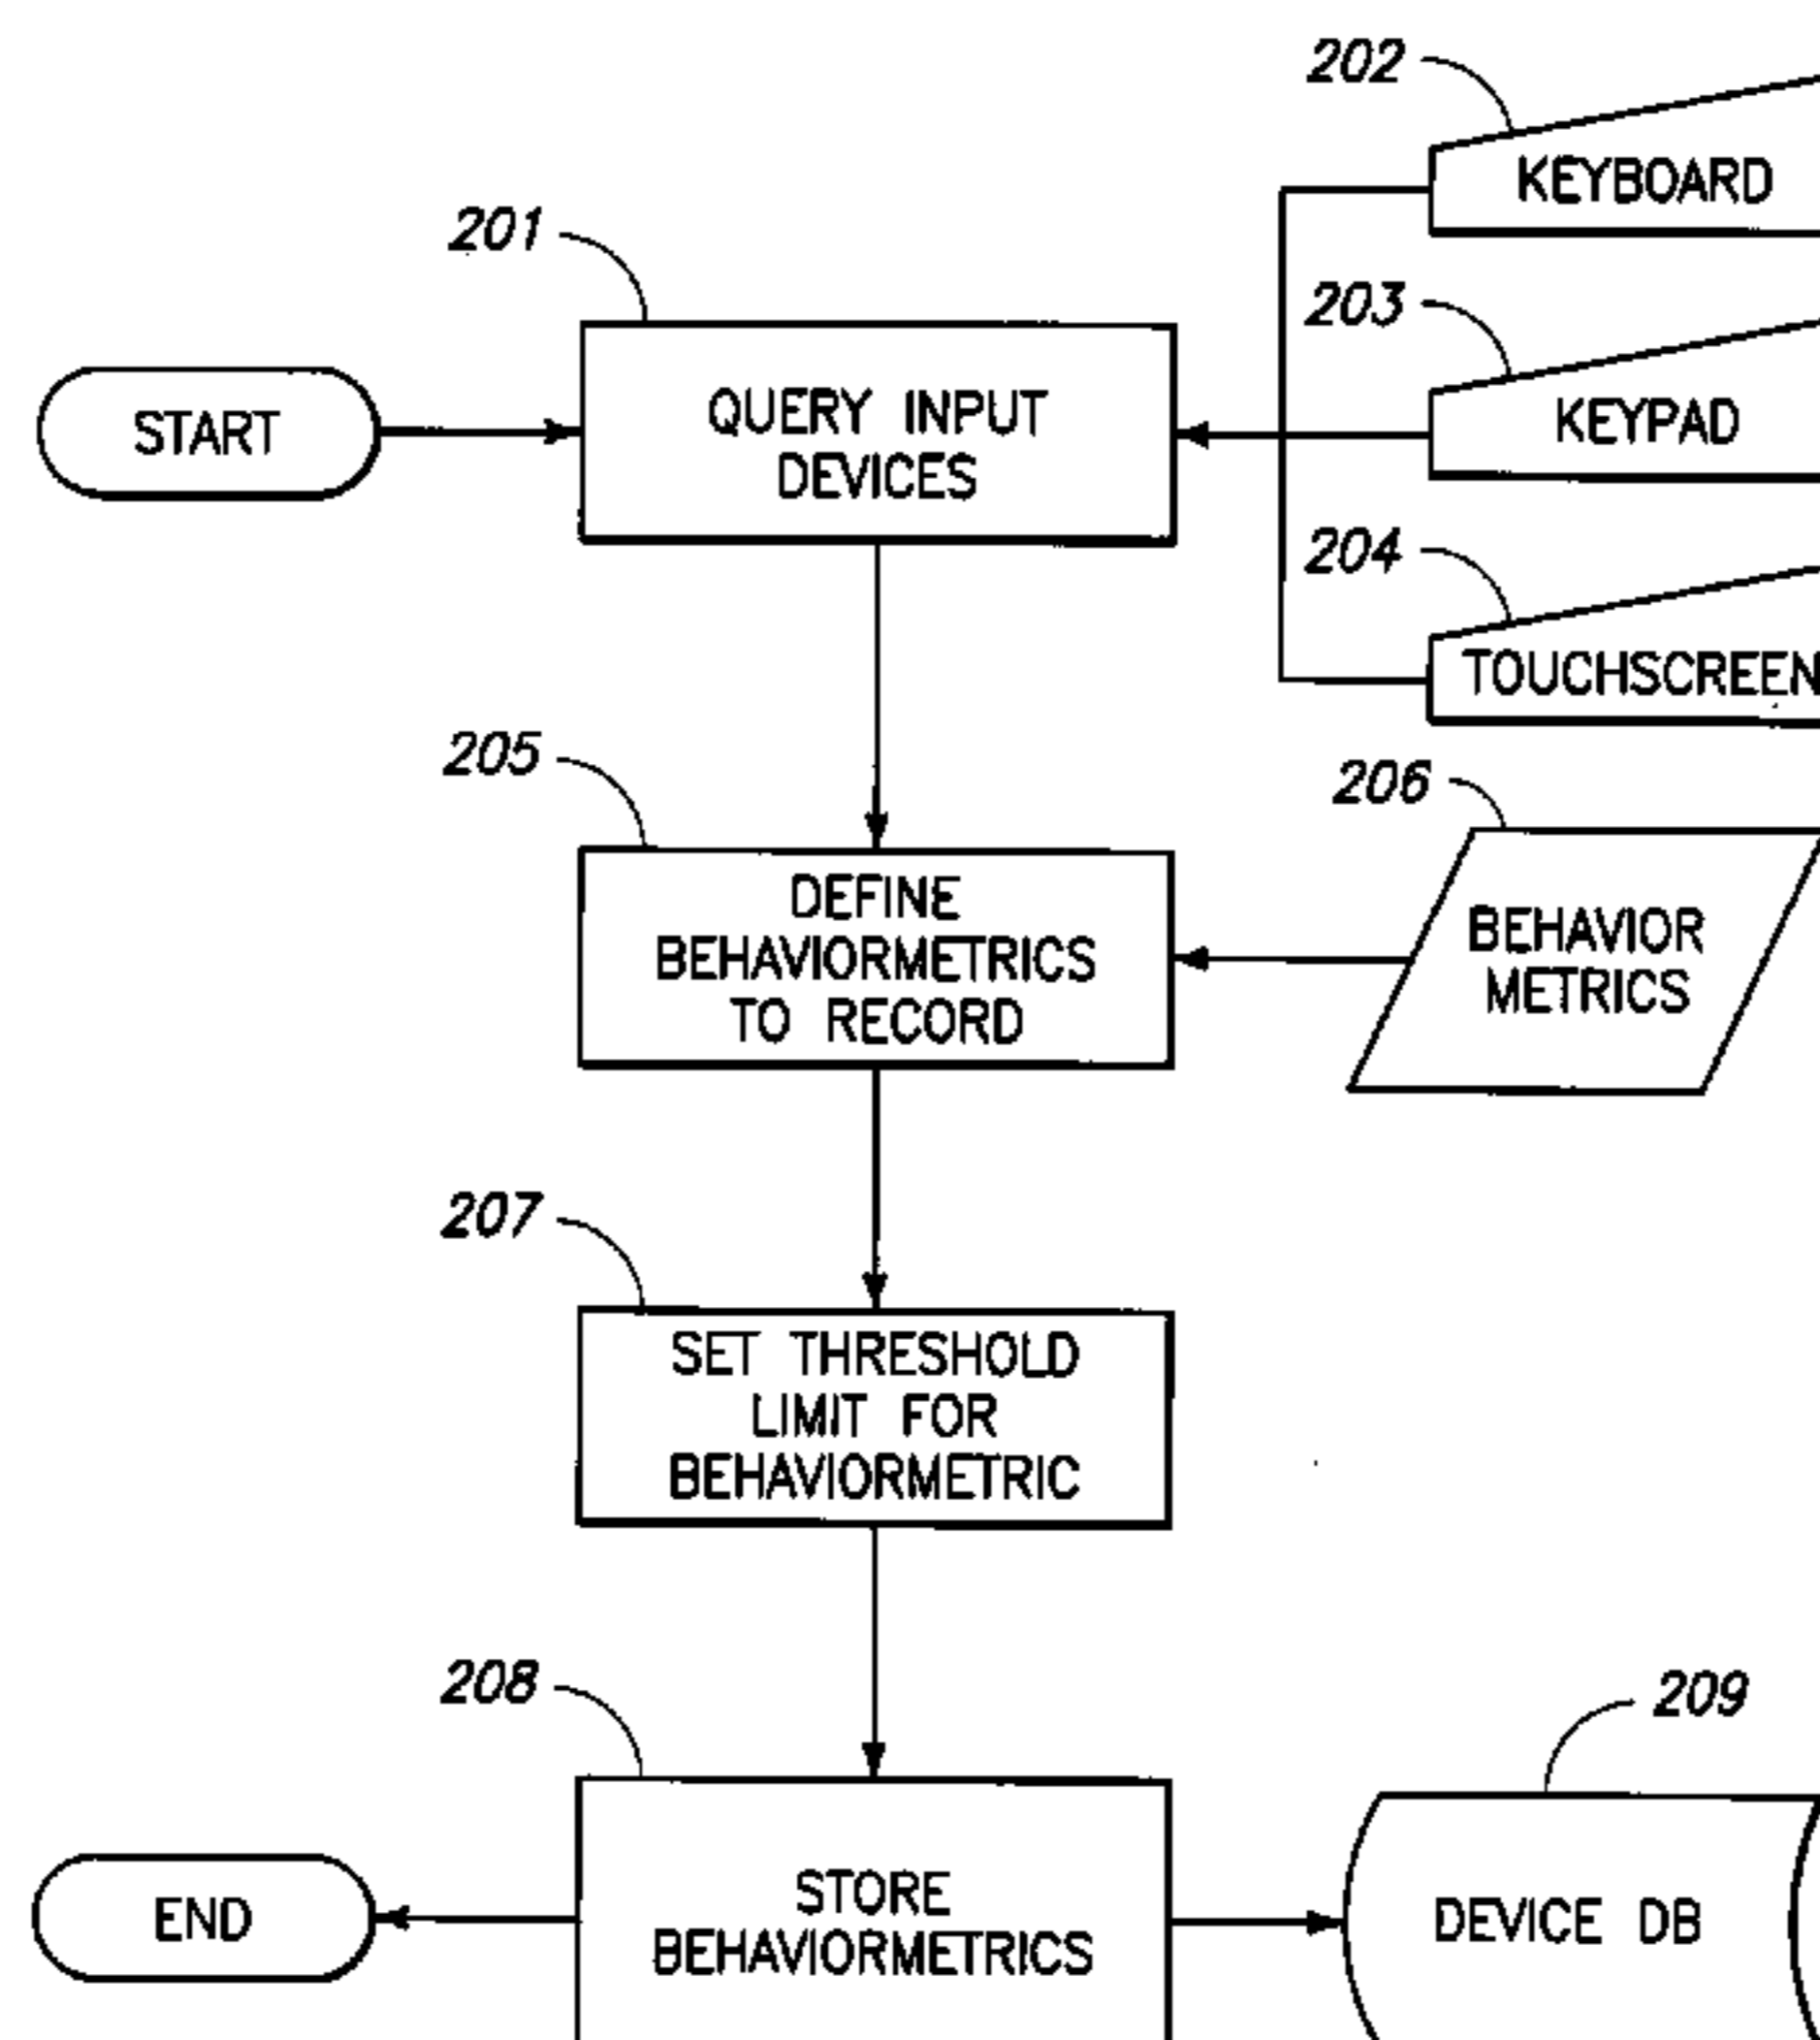 202
KEYBOARD
201
203
START
QUERY INPUT
DEVICES
KEYPAD
204
TOUCHSCREEN
205
206
DEFINE
BEHAVIORMETRICS
TO RECORD
BEHAVIOR
METRICS
207
SET THRESHOLD
LIMIT FOR
BEHAVIORMETRIC
208
209
END
STORE
BEHAVIORMETRICS
DEVICE DB